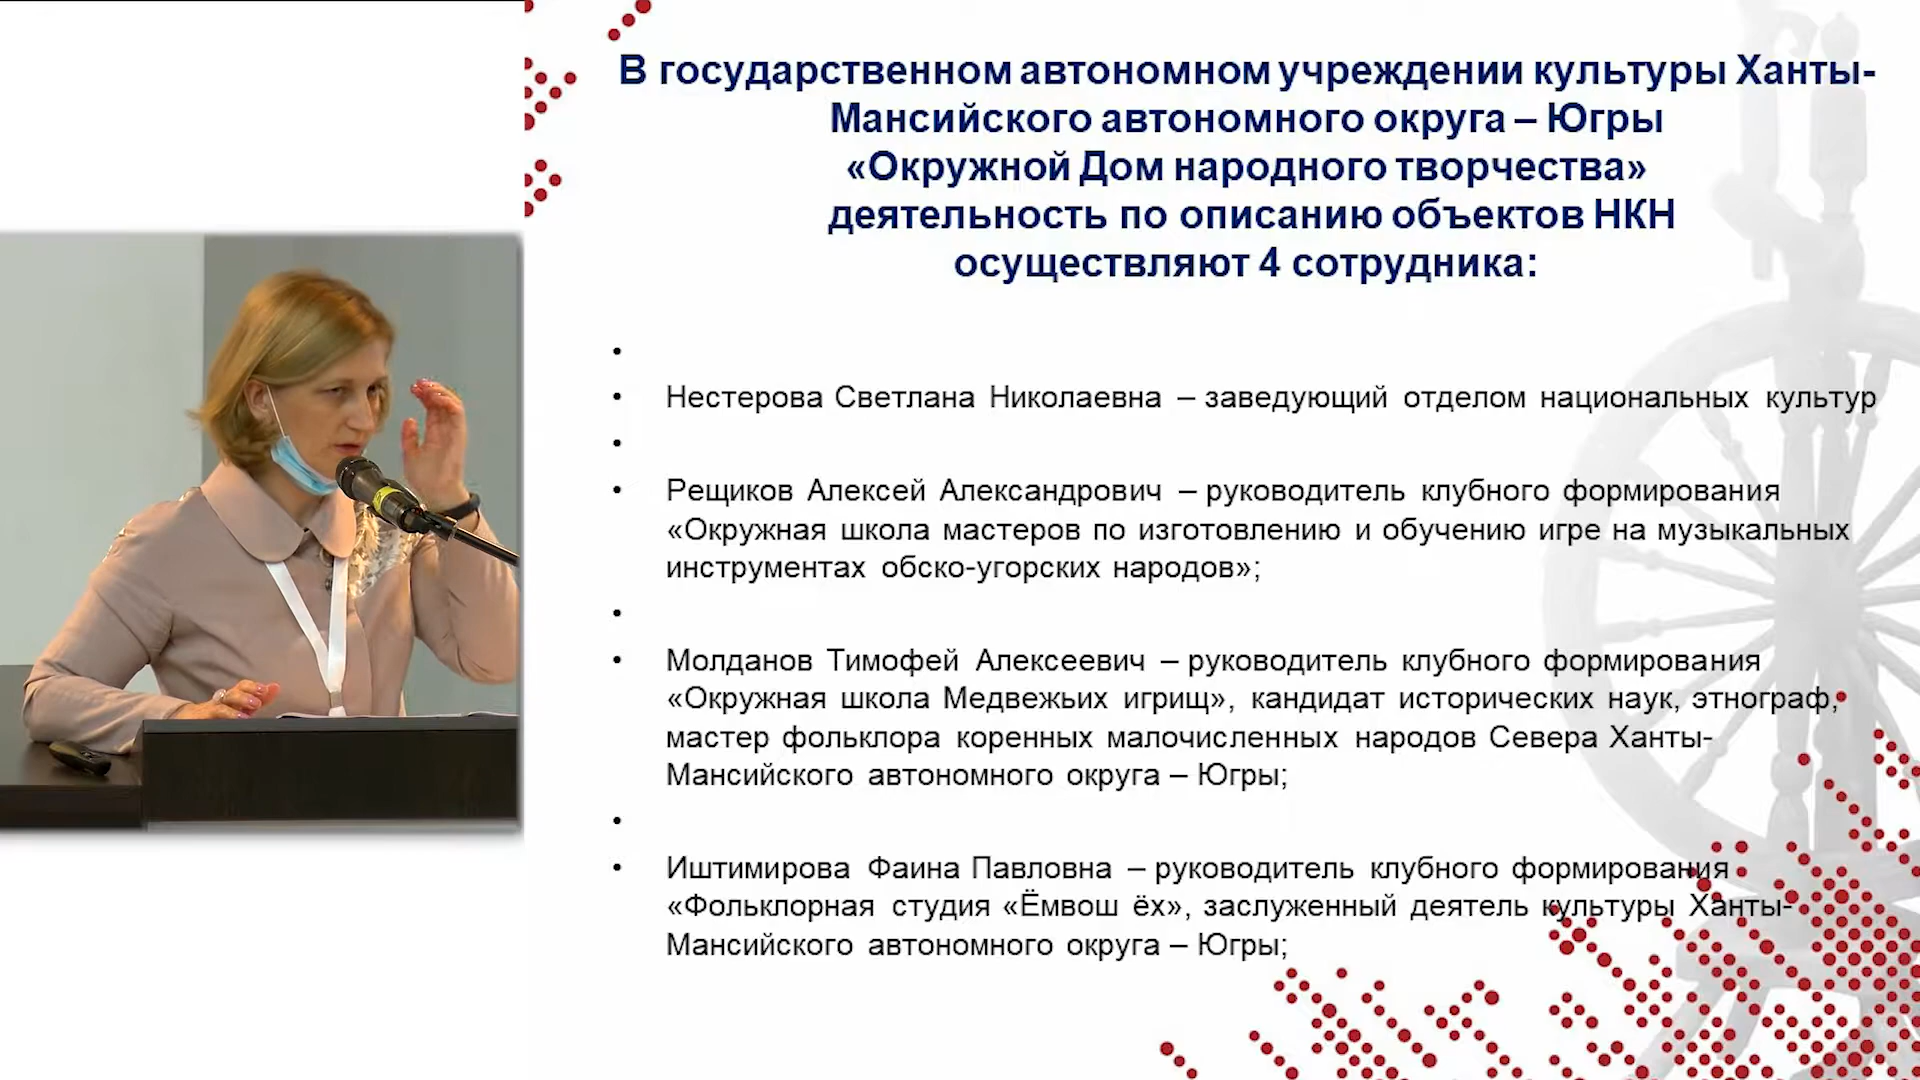 В государственном автономном учреждении культуры Ханты-
Мансийского автономного округа – Югры
«Окружной Дом народного творчества»
деятельность по описанию объектов НКН
осуществляют 4 сотрудника:
•
• Нестерова Светлана Николаевна – заведующий отделом национальных культур
•
• Рещиков Алексей Александрович – руководитель клубного формирования
«Окружная школа мастеров по изготовлению и обучению игре на музыкальных
инструментах обско-угорских народов»;
•
• Молданов Тимофей Алексеевич – руководитель клубного формирования
«Окружная школа Медвежьих игрищ», кандидат исторических наук, этнограф,
мастер фольклора коренных малочисленных народов Севера Ханты-
Мансийского автономного округа – Югры;
•
• Иштимирова Фаина Павловна – руководитель клубного формирования
«Фольклорная студия «Ёмвош ёх», заслуженный деятель культуры Ханты-
Мансийского автономного округа – Югры;